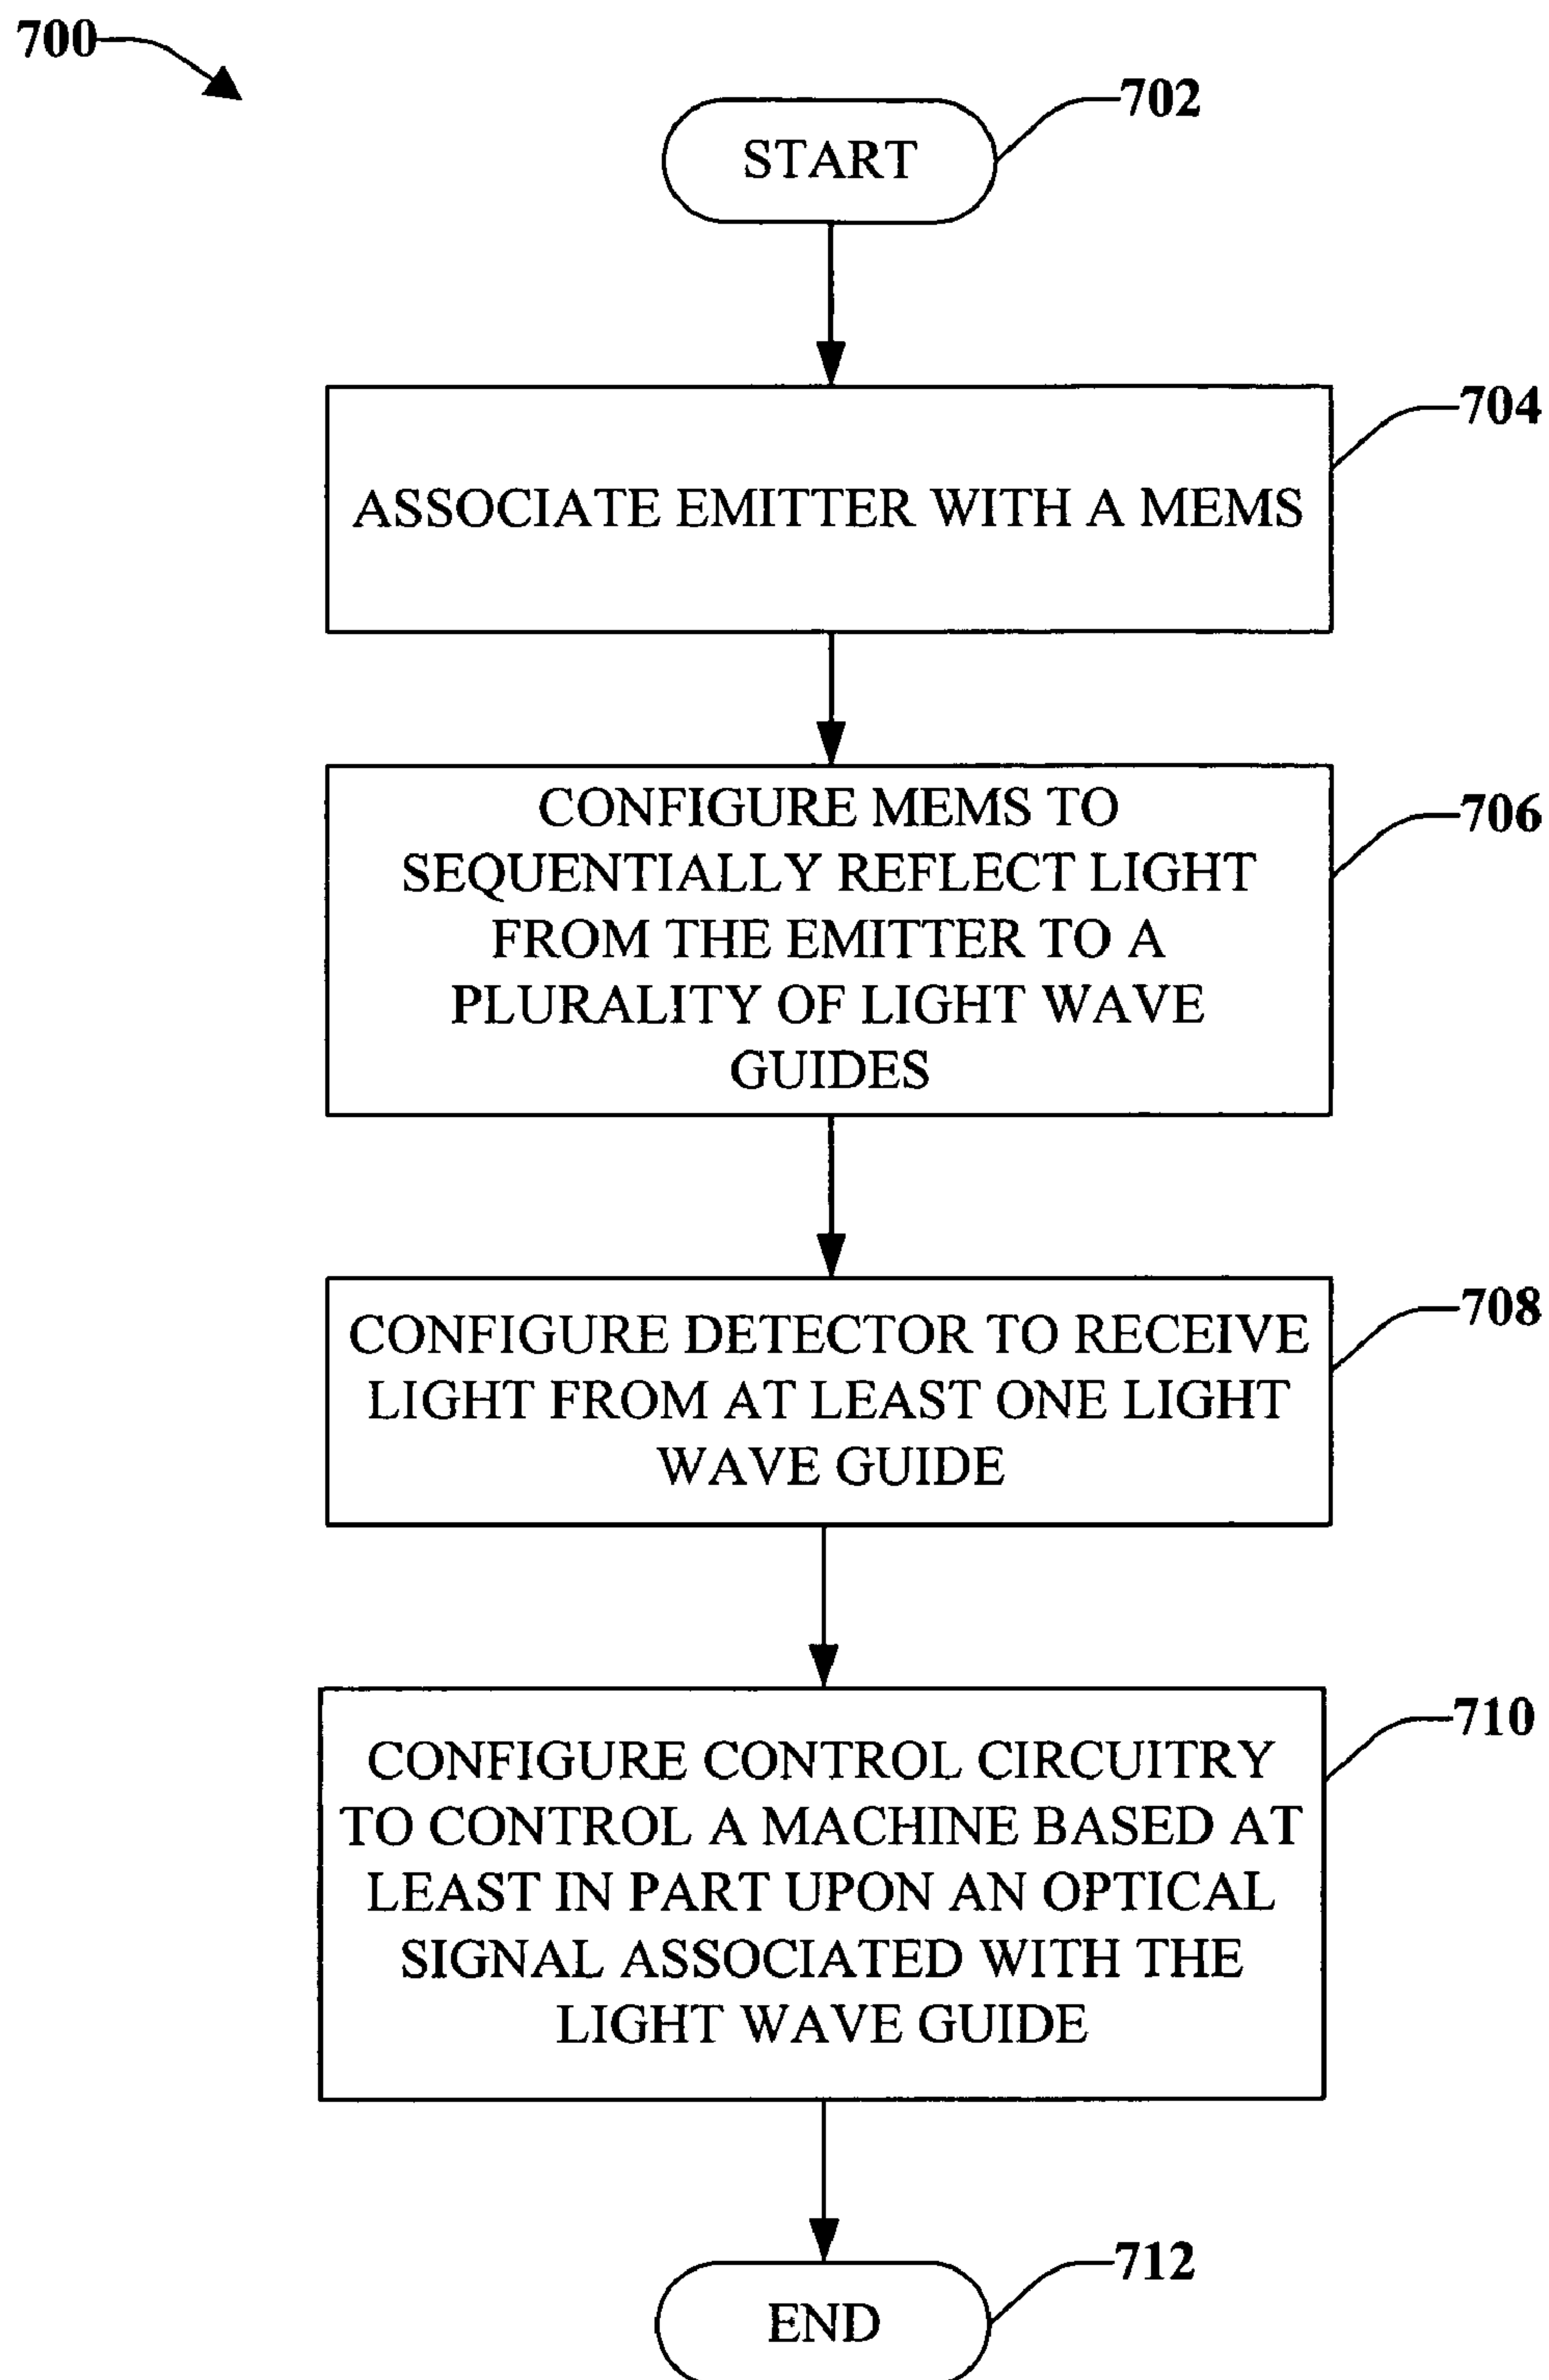 700
702
START
704
ASSOCIATE EMITTER WITH A MEMS
706
CONFIGURE MEMS TO
SEQUENTIALLY REFLECT LIGHT
FROM THE EMITTER TO A
PLURALITY OF LIGHT WAVE
GUIDES
708
CONFIGURE DETECTOR TO RECEIVE
LIGHT FROM AT LEAST ONE LIGHT
WAVE GUIDE
710
CONFIGURE CONTROL CIRCUITRY
TO CONTROL A MACHINE BASED AT
LEAST IN PART UPON AN OPTICAL
SIGNAL ASSOCIATED WITH THE
LIGHT WAVE GUIDE
712
END